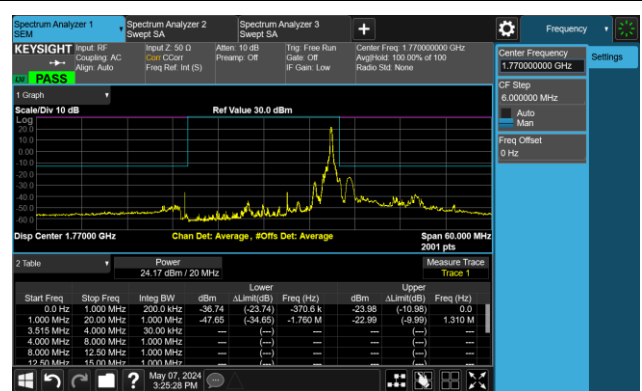 Spectrum Analyzer 1
SEM
Spectrum Analyzer 2
Swept SA
Spectrum Analyzer 3
Swept SA
Frequency
KEYSIGHT
Input: RF
Coupling: AC
Align: Auto
Input Z: 50 Ω
Corr CCorr
Freq Ref: Int (S)
Atten: 10 dB
Preamp: Off
Trig: Free Run
Gate: Off
IF Gain: Low
Center Freq: 1.770000000 GHz
Avg|Hold: 100.00% of 100
Radio Std: None
PASS
Center Frequency
1.770000000 GHz
Settings
CF Step
6.000000 MHz
Auto
Man
Freq Offset
0 Hz
1 Graph
Scale/Div 10 dB
Ref Value 30.0 dBm
Log
20.0
10.0
0.00
-10.0
-20.0
-30.0
-40.0
-50.0
-60.0
Disp Center 1.77000 GHz
Chan Det: Average, #Offs Det: Average
Span 60.000 MHz
2001 pts
2 Table
Power
24.17 dBm / 20 MHz
Measure Trace
Trace 1
Lower Upper
Start Freq Stop Freq Integ BW dBm ΔLimit(dB) Freq (Hz) dBm ΔLimit(dB) Freq (Hz)
0.0 Hz 1.000 MHz 200.0 kHz -36.74 (-23.74) -370.6 k -23.98 (-10.98) 0.0
1.000 MHz 20.00 MHz 1.000 MHz -47.65 (-34.65) -1.760 M -22.99 (-9.99) 1.310 M
3.515 MHz 4.000 MHz 30.00 kHz --- (---) --- --- (---) ---
4.000 MHz 8.000 MHz 1.000 MHz --- (---) --- --- (---) ---
8.000 MHz 12.50 MHz 1.000 MHz --- (---) --- --- (---) ---
12.50 MHz 15.00 MHz 1.000 MHz --- (---) --- --- (---) ---
May 07, 2024
3:25:28 PM